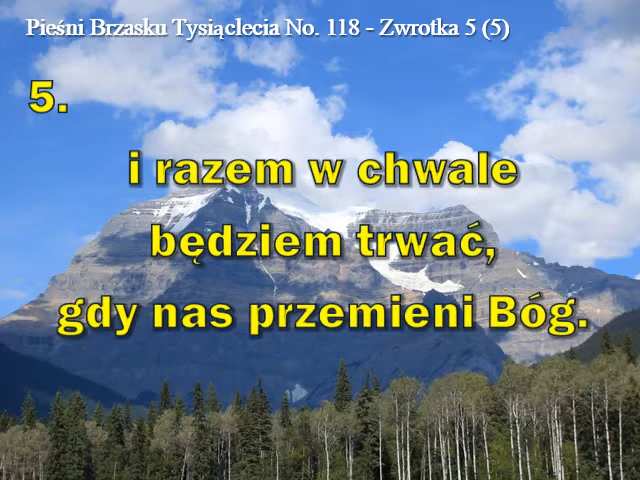 Pieśni Brzasku Tysiąclecia No. 118 - Zwrotka 5 (5)
5.
i razem w chwale
będziem trwać,
gdy nas przemieni Bóg.